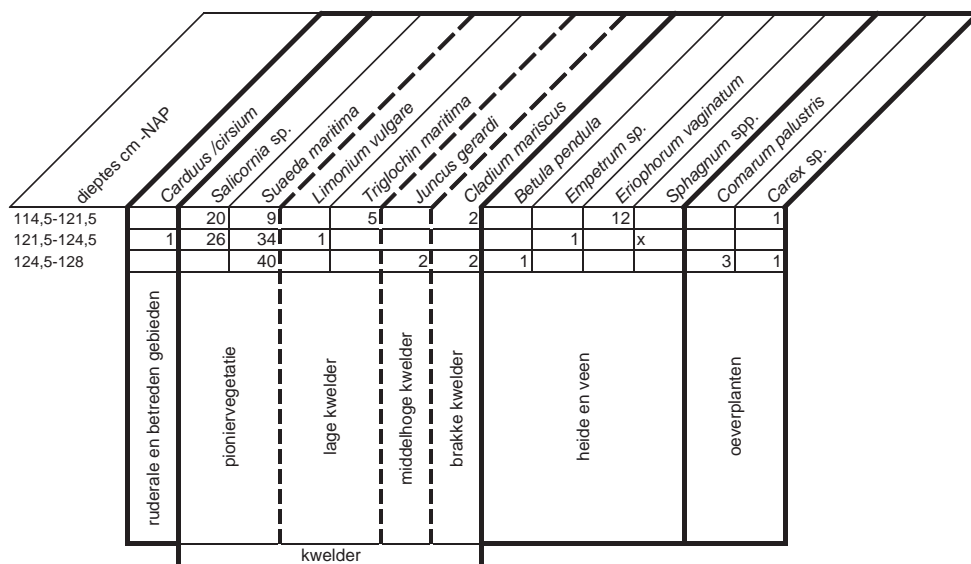 dieptes cm -NAP
Carduus /cirsium
Salicornia sp.
Suaeda maritima
Limonium vulgare
Triglochin maritima
Juncus gerardi
Cladium mariscus
Betula pendula
Empetrum sp.
Eriophorum vaginatum
Sphagnum spp.
Comarum palustris
Carex sp.
114,5-121,5 20 9 5 2 12 1
121,5-124,5 1 26 34 1 1 x
124,5-128 40 2 2 1 3 1
ruderale en betreden gebieden
pioniervegetatie
lage kwelder
middelhoge kwelder
brakke kwelder
heide en veen
oeverplanten
kwelder